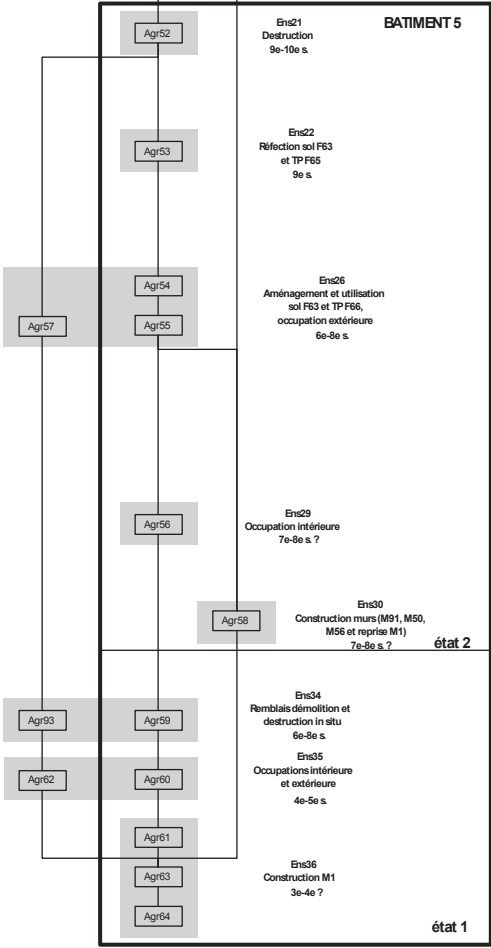 BATIMENT 5
Agr52
Ens21
Destruction
9e-10e s.
Agr53
Ens22
Réfection sol F63
et TP F65
9e s.
Agr54
Agr57
Agr55
Ens26
Aménagement et utilisation
sol F63 et TP F66,
occupation extérieure
6e-8e s.
Agr56
Ens29
Occupation intérieure
7e-8e s. ?
Agr58
Ens30
Construction murs (M91, M50,
M56 et reprise M1)
7e-8e s. ?
état 2
Agr93
Agr59
Ens34
Remblais démolition et
destruction in situ
6e-8e s.
Agr62
Agr60
Ens35
Occupations intérieure
et extérieure
4e-5e s.
Agr61
Agr63
Agr64
Ens36
Construction M1
3e-4e ?
état 1